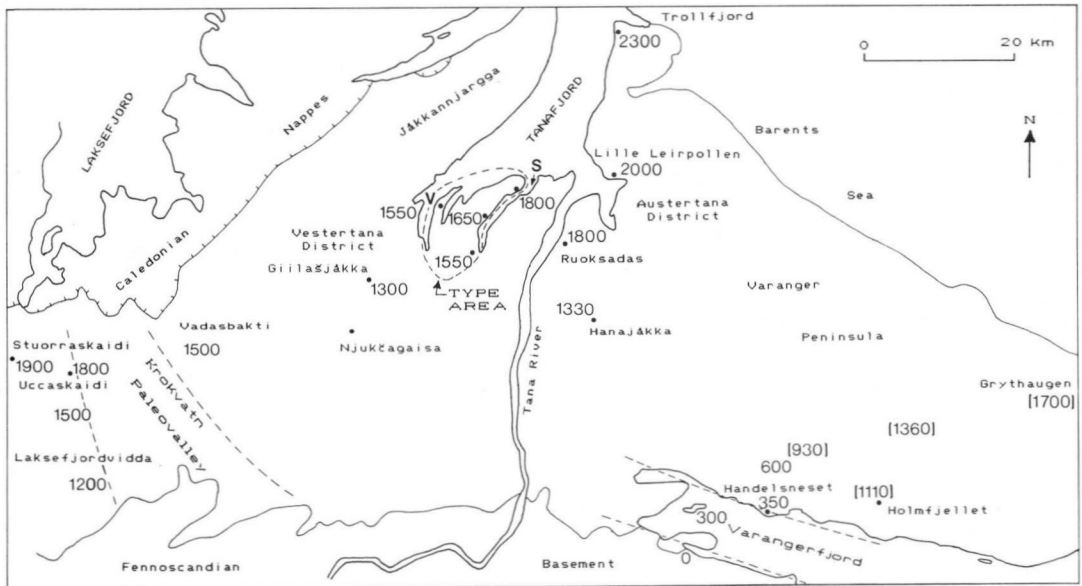 Trollfjord
2300
0 20 Km
LAKSEFJORD
Nappes
Jåkkannjargga
TANAFJORD
N
Barents
Sea
Lille Leirpollen
2000
S
V
1550
1650
1800
Austertana
District
Caledonian
Vestertana
District
1550
1800
Ruoksadas
Giilašjåkka
1300
TYPE
AREA
Varanger
Peninsula
1330
Hanajåkka
Vadasbakti
1500
Njukčagaisa
Stuorraskaidi
1900
1800
Uccaskaidi
Krokvatn
Paleovalley
Tana River
Grythaugen
[1700]
1500
[1360]
[930]
600
Laksefjordvidda
1200
Handelsneset
350
[1110]
Holmfjellet
300
Varangerfjord
0
Fennoscandian
Basement